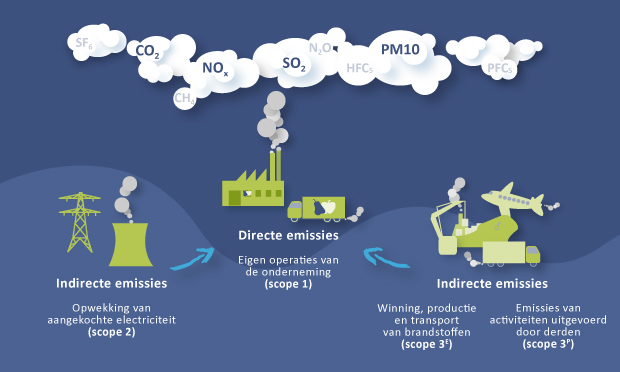 SF₆
CO₂
NOₓ
CH₄
SO₂
N₂O
HFCₛ
PM10
PFCₛ
Directe emissies
Eigen operaties van
de onderneming
(scope 1)
Indirecte emissies
Opwekking van
aangekochte electriciteit
(scope 2)
Indirecte emissies
Winning, productie
en transport
van brandstoffen
(scope 3ᴱ)
Emissies van
activiteiten uitgevoerd
door derden
(scope 3ᴾ)